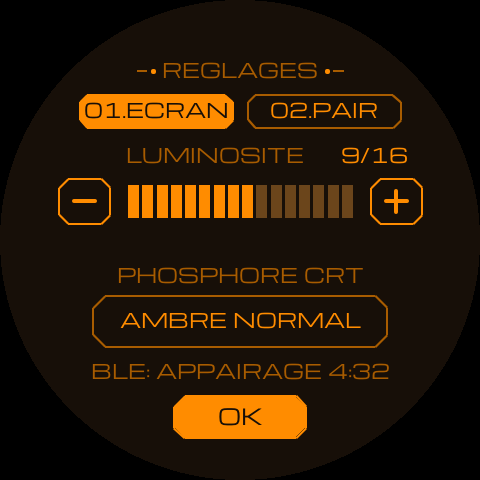 -• REGLAGES •-
01.ECRAN 02.PAIR
LUMINOSITE 9/16
− +
PHOSPHORE CRT
AMBRE NORMAL
BLE: APPAIRAGE 4:32
OK